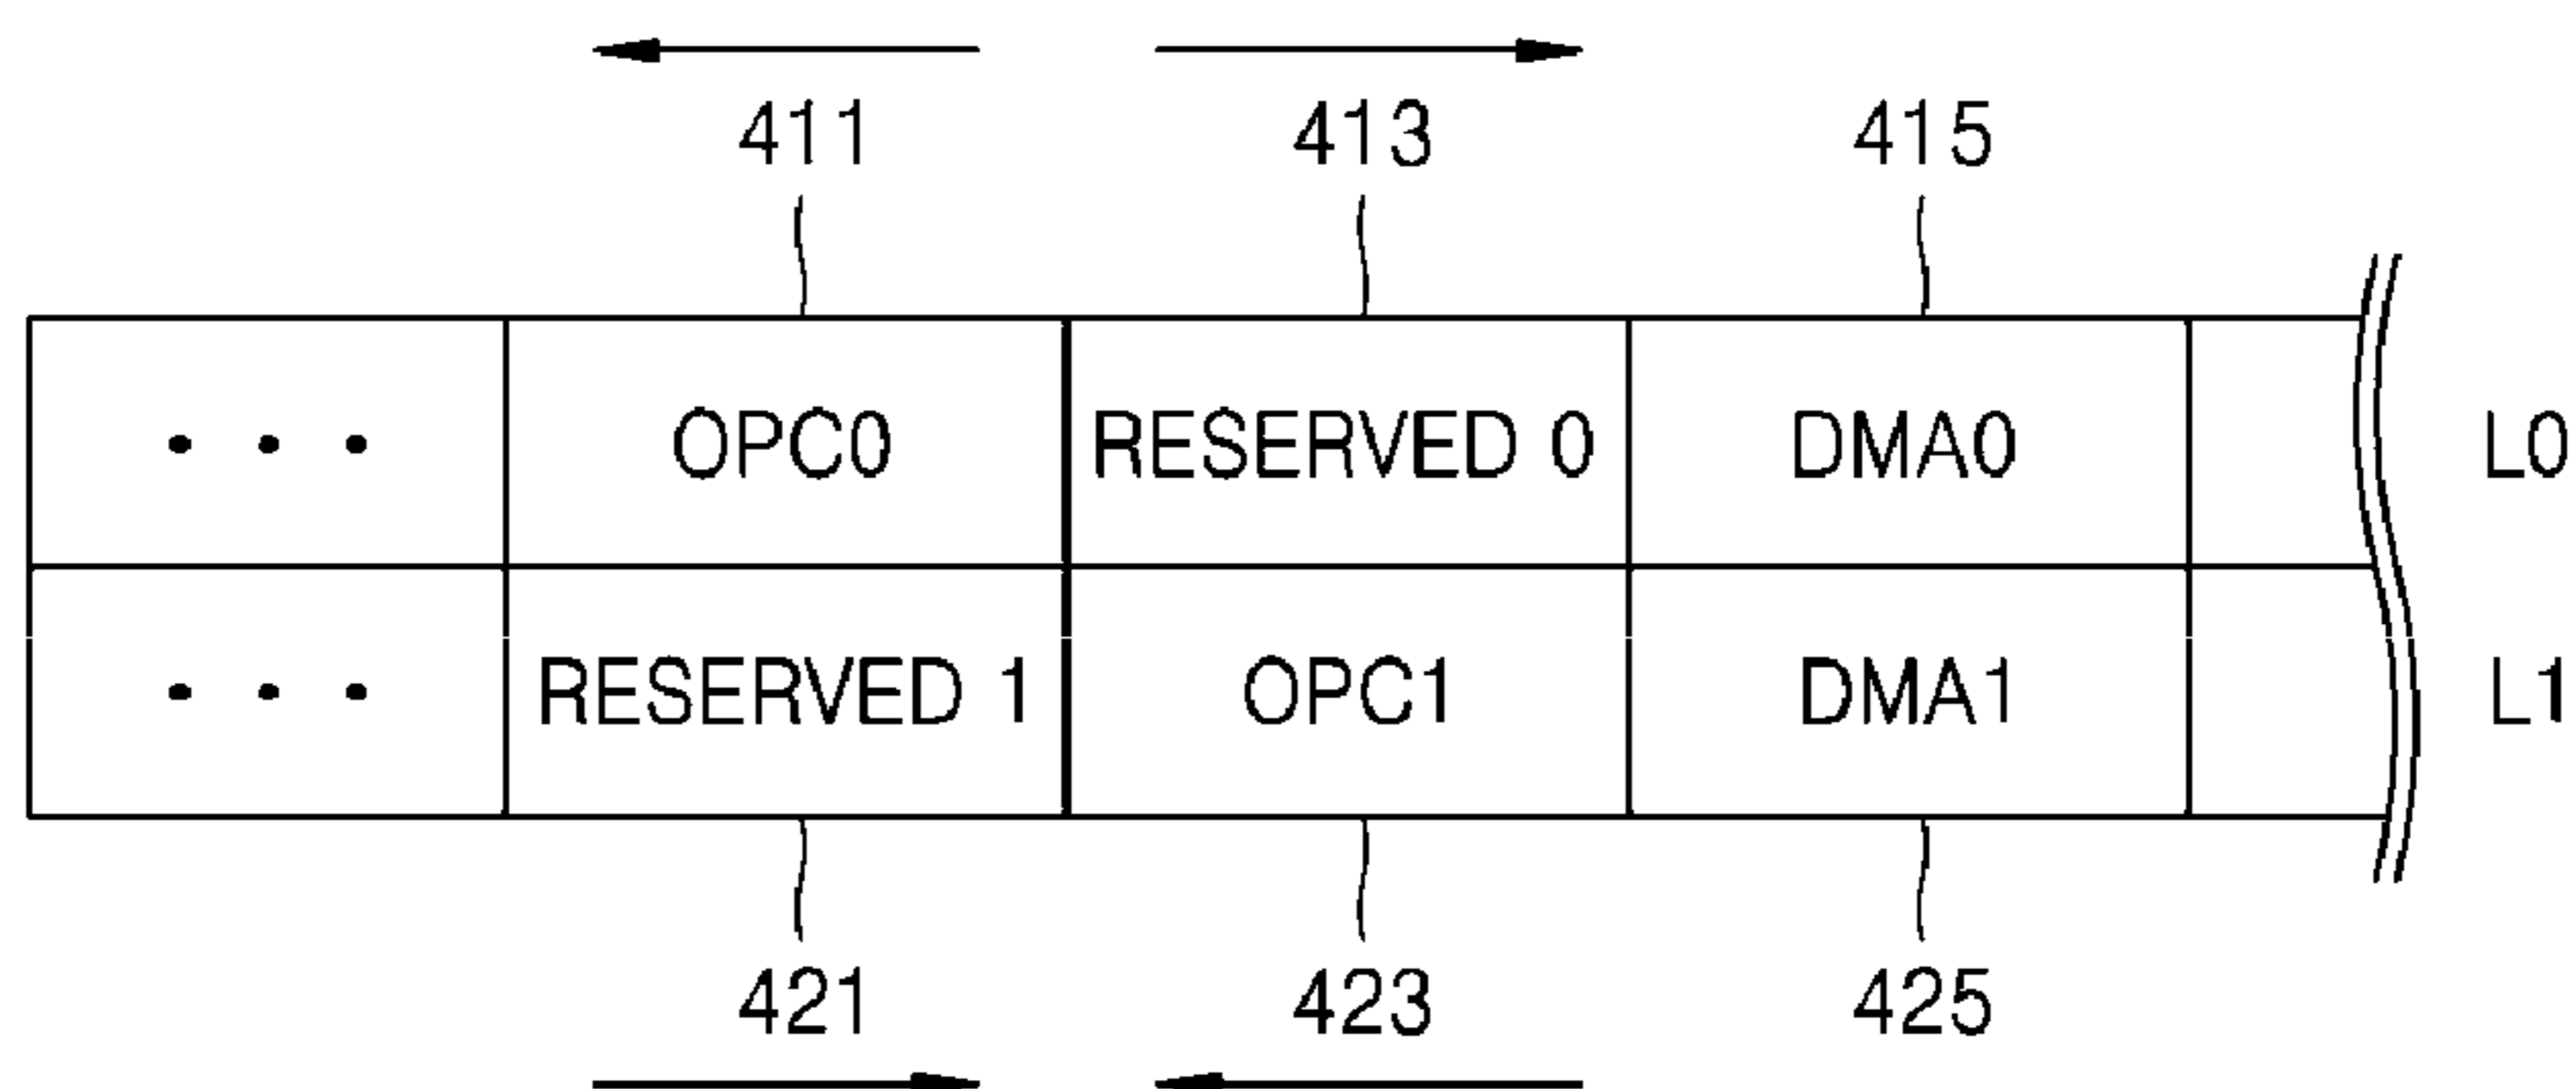 411 413 415
. . . OPC0 RESERVED 0 DMA0 L0
. . . RESERVED 1 OPC1 DMA1 L1
421 423 425